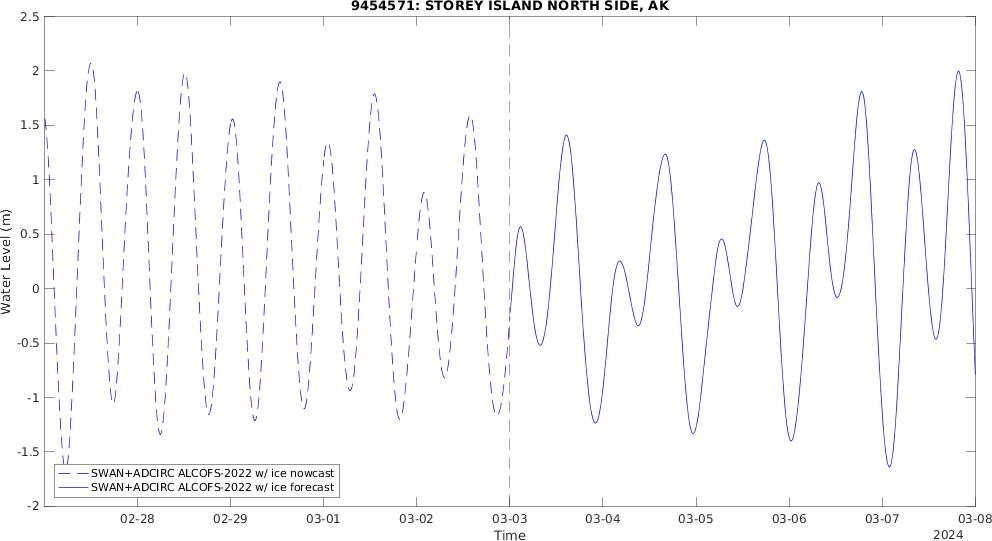 9454571: STOREY ISLAND NORTH SIDE, AK
2.5
2
1.5
1
0.5
0
-0.5
-1
-1.5
-2
Water Level (m)
SWAN+ADCIRC ALCOFS-2022 w/ ice nowcast
SWAN+ADCIRC ALCOFS-2022 w/ ice forecast
02-28 02-29 03-01 03-02 03-03 03-04 03-05 03-06 03-07 03-08
Time
2024